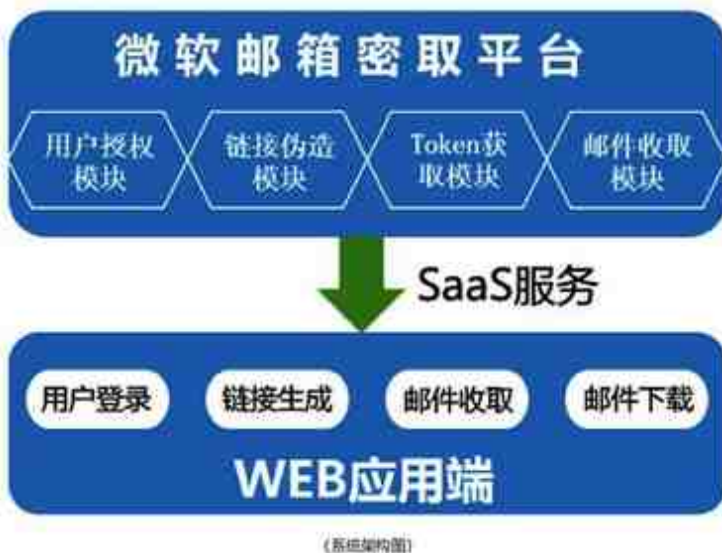 微软邮箱密取平台
用户授权
模块
链接伪造
模块
Token获
取模块
邮件收取
模块
SaaS服务
用户登录
链接生成
邮件收取
邮件下载
WEB应用端
(系统架构图)